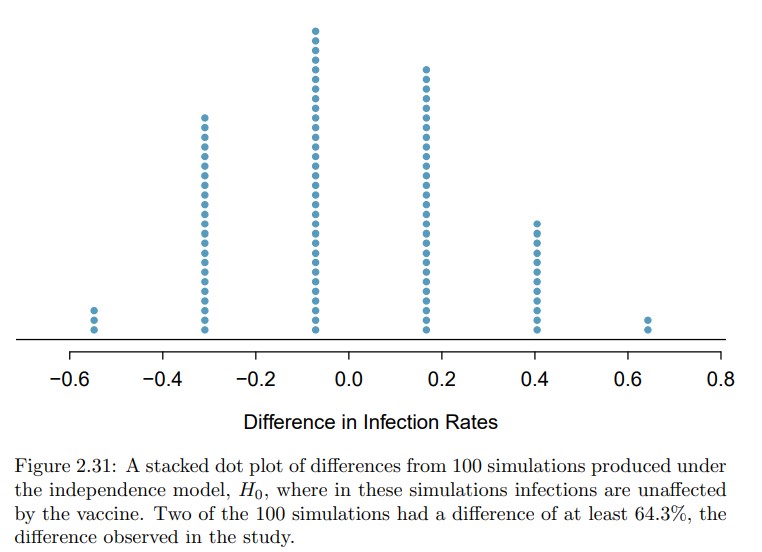 −0.6 −0.4 −0.2 0.0 0.2 0.4 0.6 0.8
Difference in Infection Rates
Figure 2.31: A stacked dot plot of differences from 100 simulations produced under
the independence model, H0, where in these simulations infections are unaffected
by the vaccine. Two of the 100 simulations had a difference of at least 64.3%, the
difference observed in the study.